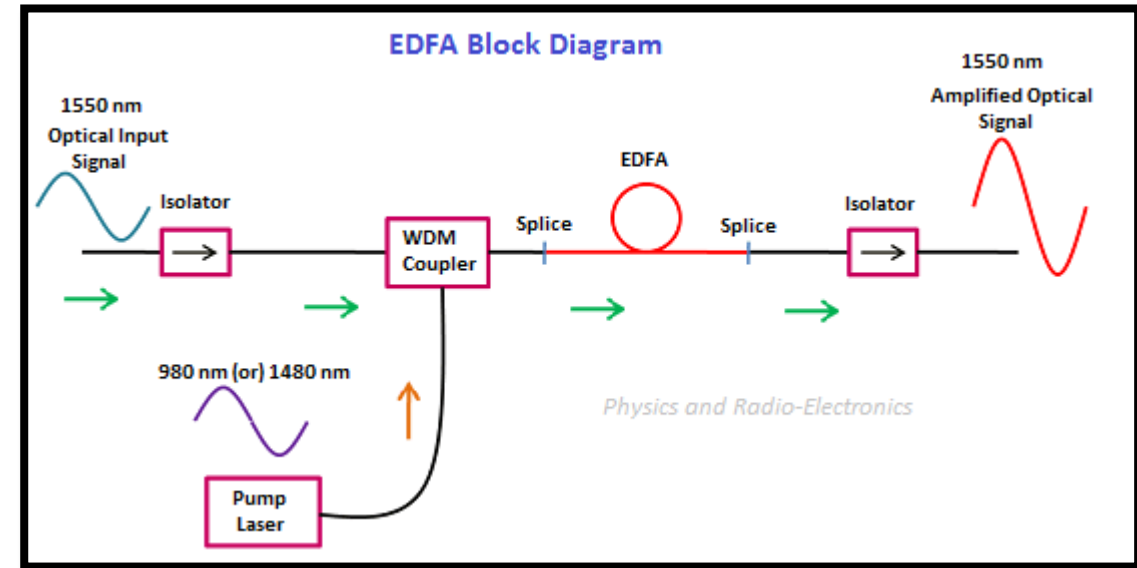 EDFA Block Diagram
1550 nm
Optical Input
Signal
1550 nm
Amplified Optical
Signal
Isolator
WDM
Coupler
Splice
EDFA
Splice
Isolator
980 nm (or) 1480 nm
Physics and Radio-Electronics
Pump
Laser